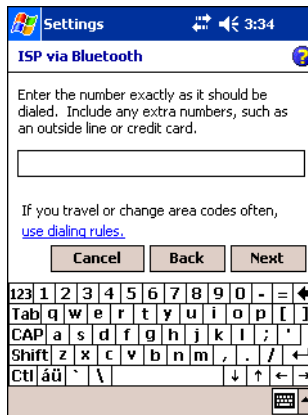 Settings 3:34
ISP via Bluetooth ?
Enter the number exactly as it should be
dialed. Include any extra numbers, such as
an outside line or credit card.
If you travel or change area codes often,
use dialing rules.
Cancel Back Next
123 1 2 3 4 5 6 7 8 9 0 - = ←
Tab q w e r t y u i o p [ ]
CAP a s d f g h j k l ; '
Shift z x c v b n m , . / ↵
Ctl áü ` \ ↓ ↑ ← →